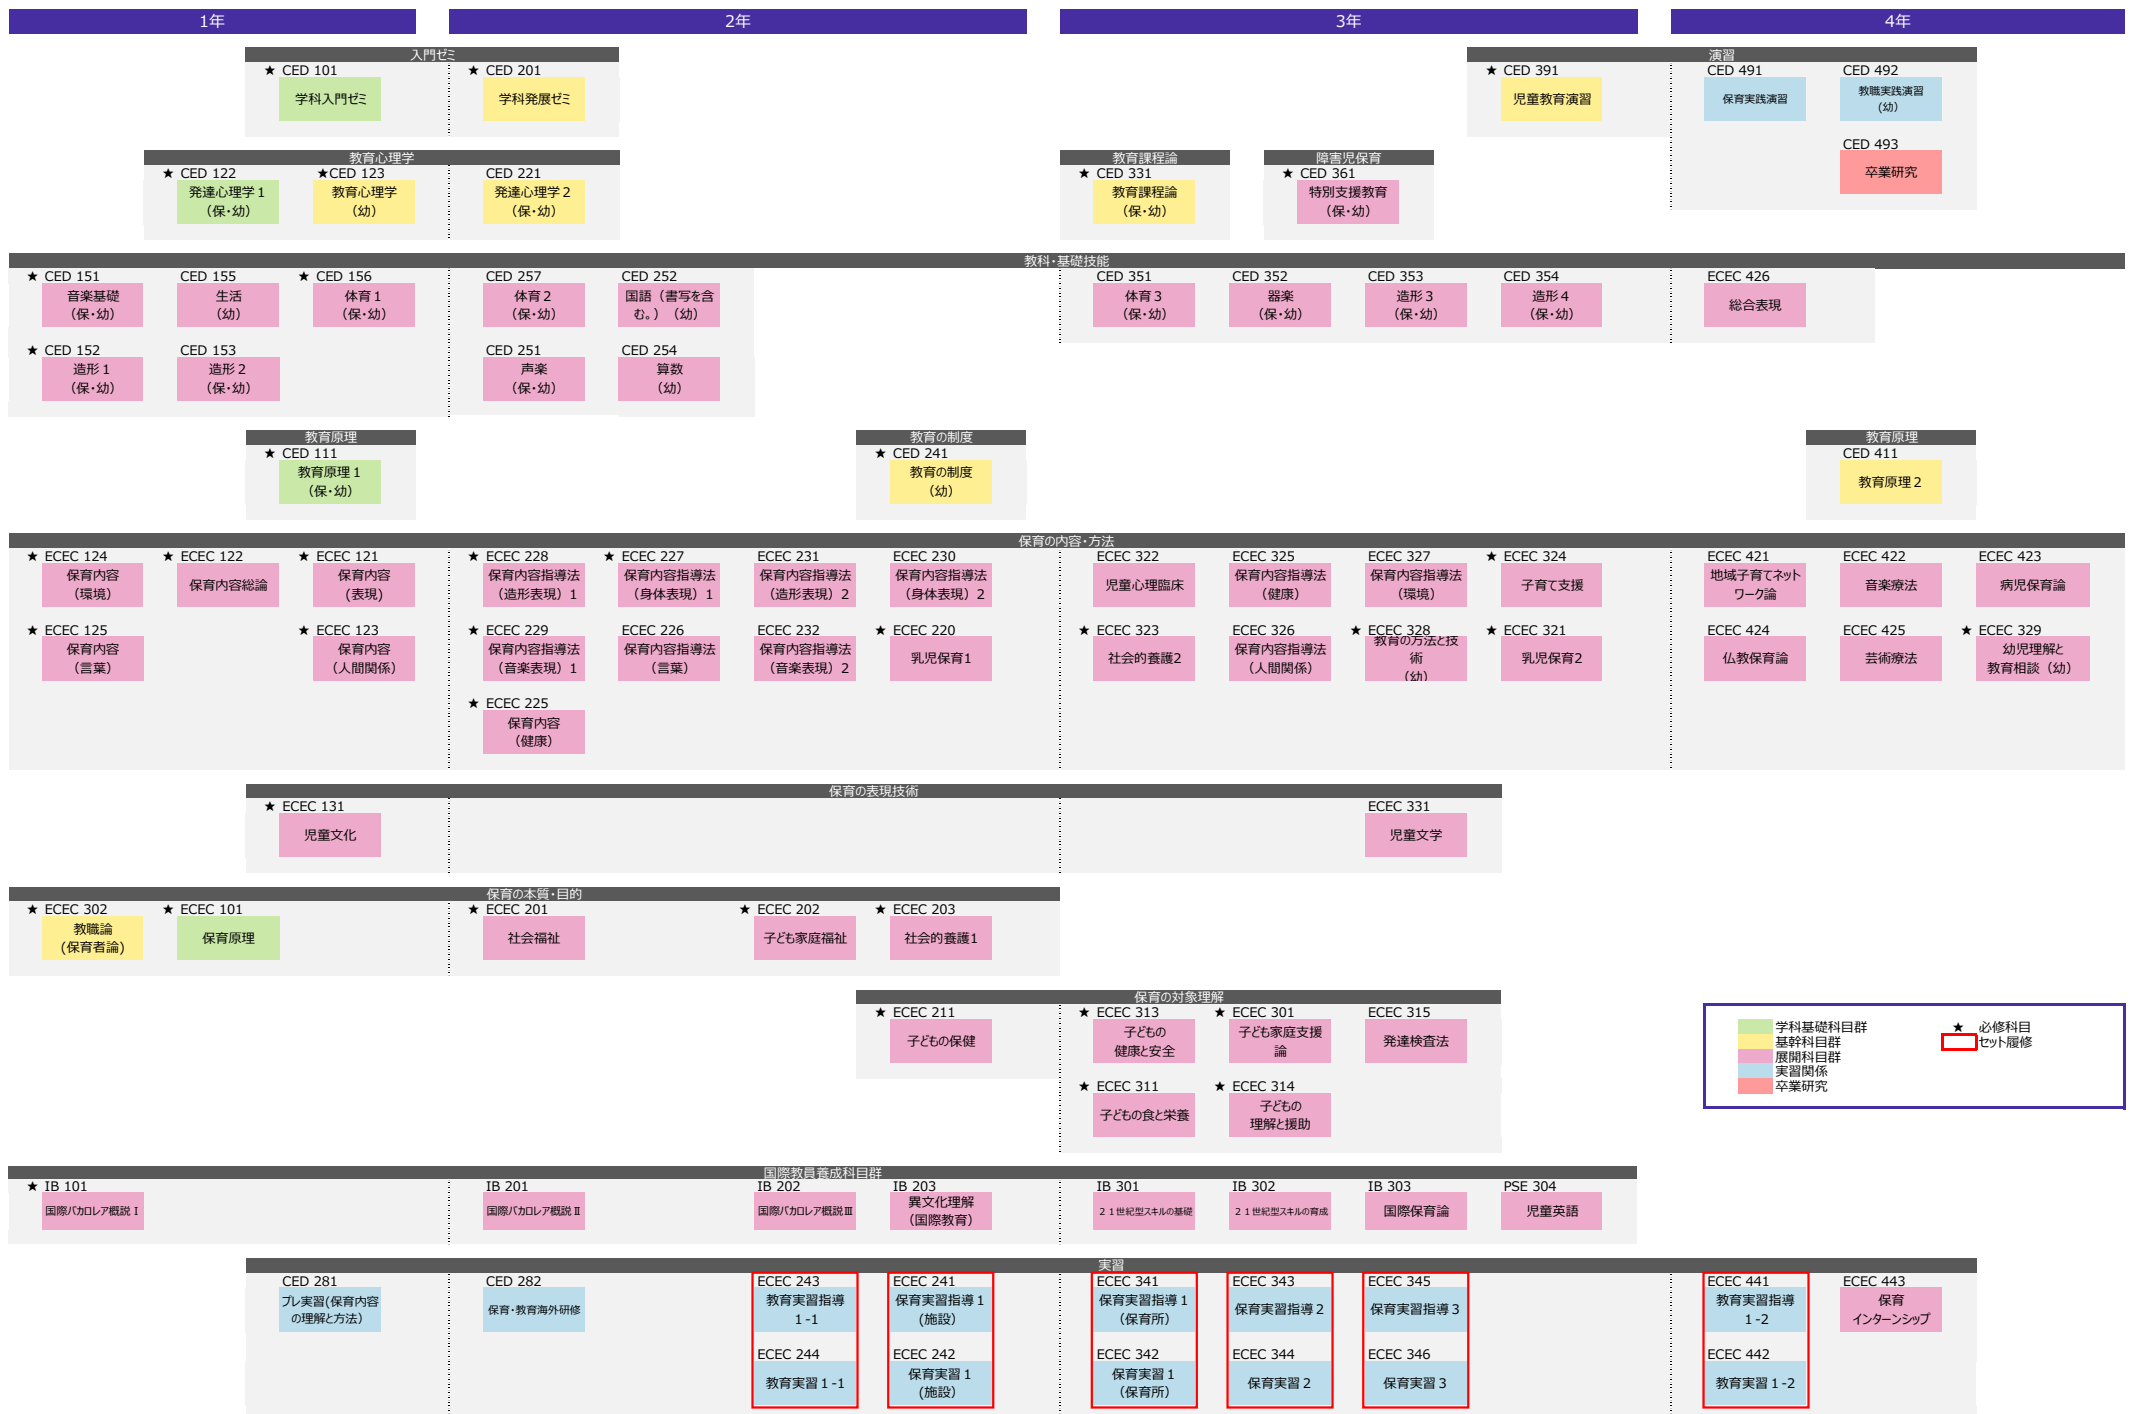 1年 2年 3年 4年
入門ゼミ 演習
★ CED 101 ★ CED 201 ★ CED 391 CED 491 CED 492
学科入門ゼミ 学科発展ゼミ 児童教育演習 保育実践演習 教職実践演習
(幼)
CED 493
卒業研究
教育心理学 教育課程論 障害児保育
★ CED 122 ★CED 123 CED 221 ★ CED 331 ★ CED 361
発達心理学１ 教育心理学 発達心理学２ 教育課程論 特別支援教育
（保・幼） （幼） （保・幼） （保・幼） （保・幼）
教科・基礎技能
★ CED 151 CED 155 ★ CED 156 CED 257 CED 252 CED 351 CED 352 CED 353 CED 354 ECEC 426
音楽基礎 生活 体育１ 体育２ 国語（書写を含 体育３ 器楽 造形３ 造形４ 総合表現
（保・幼） （幼） （保・幼） （保・幼） む。）（幼） （保・幼） （保・幼） （保・幼） （保・幼）
★ CED 152 CED 153 CED 251 CED 254
造形１ 造形２ 声楽 算数
（保・幼） （保・幼） （保・幼） （幼）
教育原理 教育の制度 教育原理
★ CED 111 ★ CED 241 CED 411
教育原理１ 教育の制度 教育原理２
（保・幼） （幼）
保育の内容・方法
★ ECEC 124 ★ ECEC 122 ★ ECEC 121 ★ ECEC 228 ★ ECEC 227 ECEC 231 ECEC 230 ECEC 322 ECEC 325 ECEC 327 ★ ECEC 324 ECEC 421 ECEC 422 ECEC 423
保育内容 保育内容総論 保育内容 保育内容指導法 保育内容指導法 保育内容指導法 保育内容指導法 児童心理臨床 保育内容指導法 保育内容指導法 子育て支援 地域子育てネット 音楽療法 病児保育論
（環境） (表現） （造形表現）1 （身体表現）1 （造形表現）2 （身体表現）2 （健康） （環境） ワーク論
★ ECEC 125 ★ ECEC 123 ★ ECEC 229 ECEC 226 ECEC 232 ★ ECEC 220 ★ ECEC 323 ECEC 326 ★ ECEC 328 ★ ECEC 321 ECEC 424 ECEC 425 ★ ECEC 329
保育内容 保育内容 保育内容指導法 保育内容指導法 保育内容指導法 乳児保育1 社会的養護2 保育内容指導法 教育の方法と技 乳児保育2 仏教保育論 芸術療法 幼児理解と
（言葉） （人間関係） （音楽表現）1 （言葉） （音楽表現）2 （人間関係） 術 教育相談（幼）
（幼）
★ ECEC 225
保育内容
（健康）
保育の表現技術
★ ECEC 131 ECEC 331
児童文化 児童文学
保育の本質・目的
★ ECEC 302 ★ ECEC 101 ★ ECEC 201 ★ ECEC 202 ★ ECEC 203
教職論 保育原理 社会福祉 子ども家庭福祉 社会的養護1
(保育者論)
保育の対象理解
★ ECEC 211 ★ ECEC 313 ★ ECEC 301 ECEC 315
子どもの保健 子どもの 子ども家庭支援 発達検査法
健康と安全 論
★ ECEC 311 ★ ECEC 314
子どもの食と栄養 子どもの
理解と援助
学科基礎科目群 ★ 必修科目
基幹科目群 セット履修
展開科目群
実習関係
卒業研究
国際教員養成科目群
★ IB 101 IB 201 IB 202 IB 203 IB 301 IB 302 IB 303 PSE 304
国際バカロレア概説Ⅰ 国際バカロレア概説Ⅱ 国際バカロレア概説Ⅲ 異文化理解 ２１世紀型スキルの基礎 ２１世紀型スキルの育成 国際保育論 児童英語
（国際教育）
実習
CED 281 CED 282 ECEC 243 ECEC 241 ECEC 341 ECEC 343 ECEC 345 ECEC 441 ECEC 443
プレ実習(保育内容 保育・教育海外研修 教育実習指導 保育実習指導１ 保育実習指導１ 保育実習指導２ 保育実習指導３ 教育実習指導 保育
の理解と方法） １-1 (施設） （保育所） １-2 インターンシップ
ECEC 244 ECEC 242 ECEC 342 ECEC 344 ECEC 346 ECEC 442
教育実習１-1 保育実習１ 保育実習１ 保育実習２ 保育実習３ 教育実習１-2
(施設） （保育所）